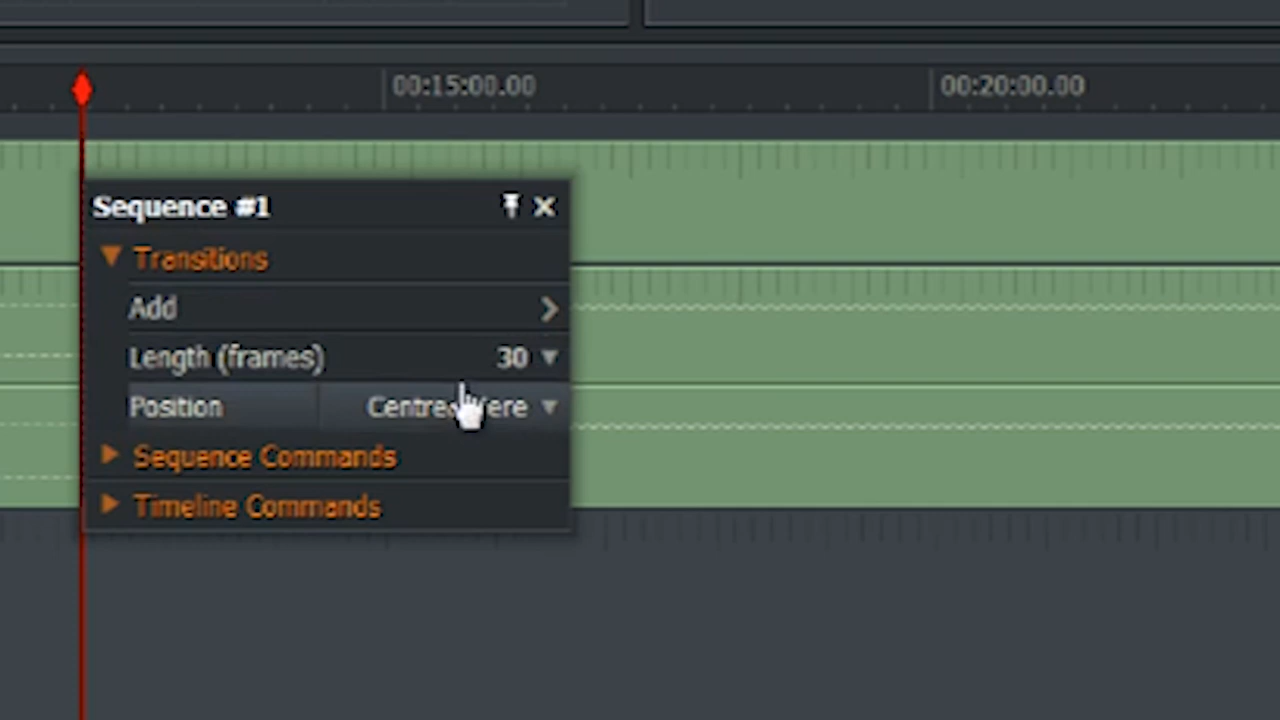 00:15:00.00 00:20:00.00
Sequence #1
Transitions
Add
Length (frames) 30
Position
Sequence Commands
Timeline Commands